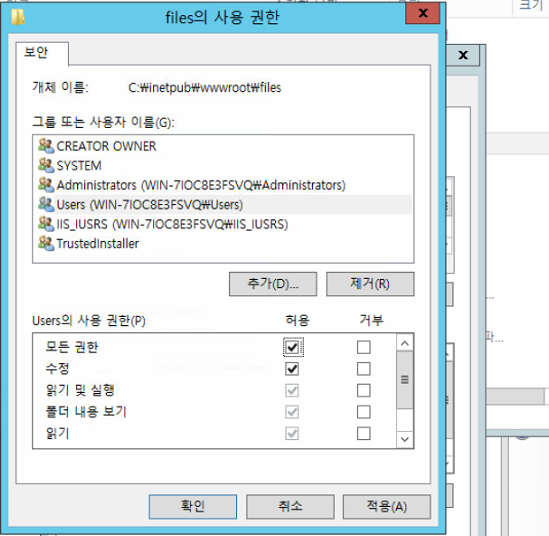 files의 사용 권한
크기
보안
개체 이름: C:₩inetpub₩wwwroot₩files
그룹 또는 사용자 이름(G):
CREATOR OWNER
SYSTEM
Administrators (WIN-7IOC8E3FSVQ₩Administrators)
Users (WIN-7IOC8E3FSVQ₩Users)
IIS_IUSRS (WIN-7IOC8E3FSVQ₩IIS_IUSRS)
TrustedInstaller
추가(D)... 제거(R)
Users의 사용 권한(P) 허용 거부
모든 권한
수정
읽기 및 실행
폴더 내용 보기
읽기
확인 취소 적용(A)